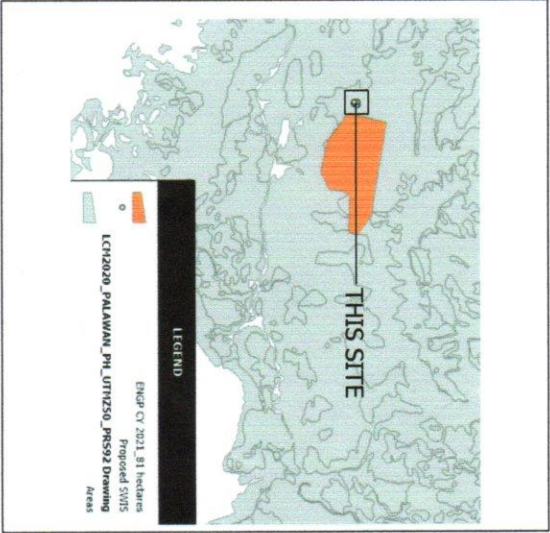 THIS SITE
LEGEND
ENGP CY 2021_81 hectares
Proposed SWIS
LCM2020_PALAWAN_PH_UTMZ50_PRS92 Drawing
Areas